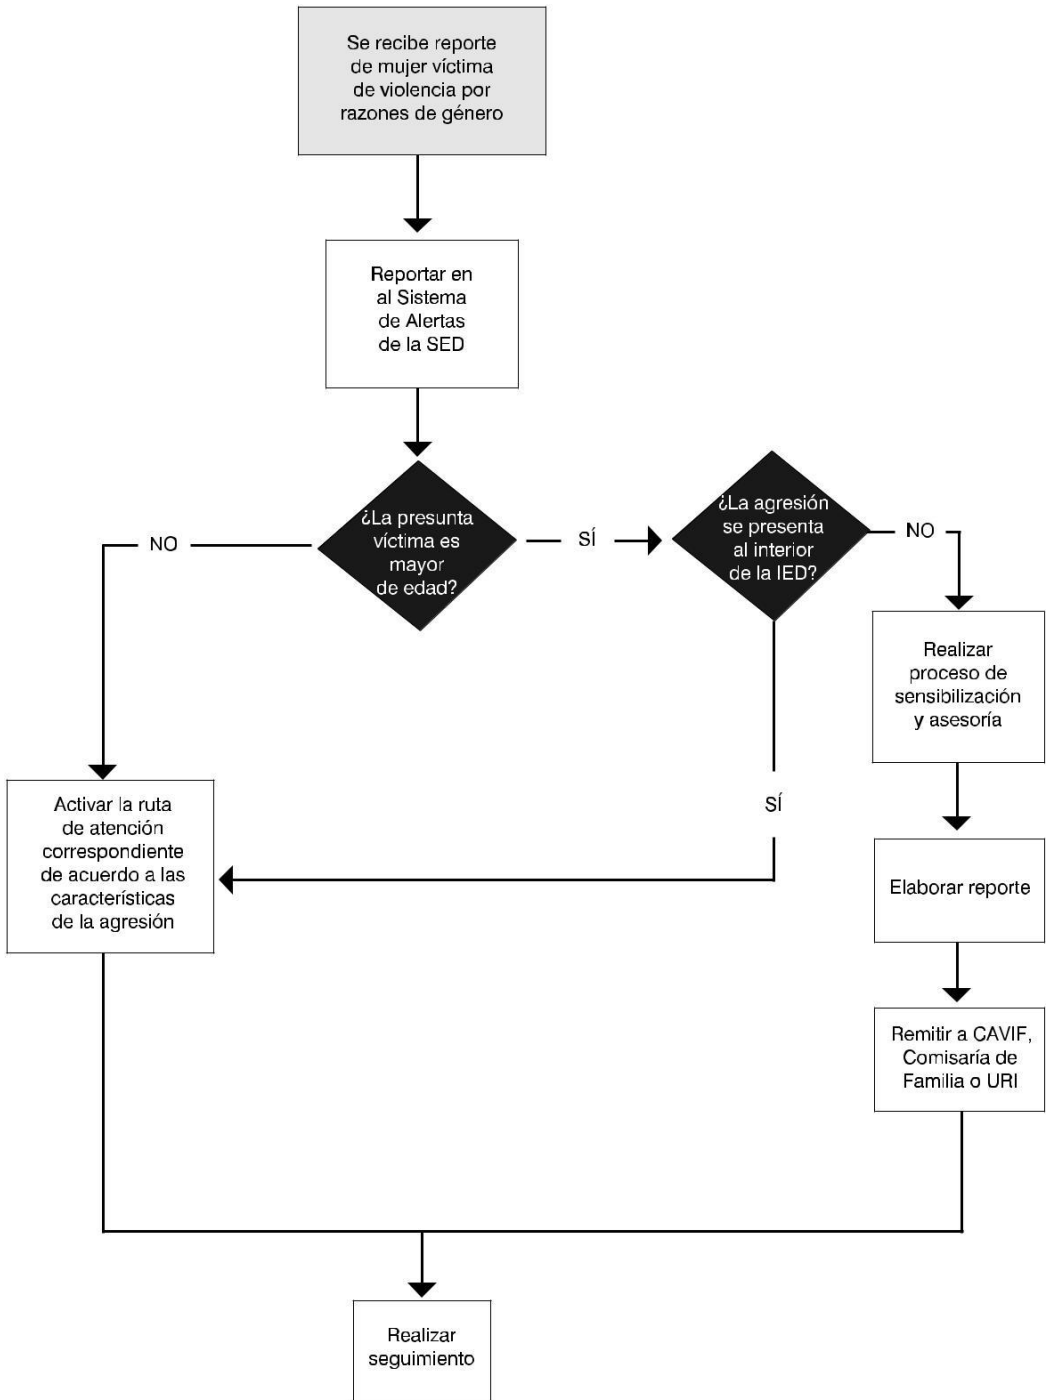 Se recibe reporte
de mujer víctima
de violencia por
razones de género
Reportar en
al Sistema
de Alertas
de la SED
¿La presunta
víctima es
mayor
de edad?
NO
SÍ
¿La agresión
se presenta
al interior
de la IED?
NO
SÍ
Realizar
proceso de
sensibilización
y asesoría
Activar la ruta
de atención
correspondiente
de acuerdo a las
características
de la agresión
Elaborar reporte
Remitir a CAVIF,
Comisaría de
Familia o URI
Realizar
seguimiento